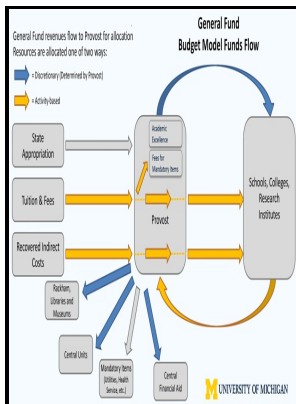 General Fund
Budget Model Funds Flow
General Fund revenues flow to Provost for allocation
Resources are allocated one of two ways:
= Discretionary (Determined by Provost)
= Activity-based
State
Appropriation
Tuition & Fees
Recovered Indirect
Costs
Academic
Excellence
Fees for
Mandatory Items
Provost
Schools, Colleges,
Research
Institutes
Rackham,
Libraries and
Museums
Central Units
Mandatory Items
(Utilities, Health
Service, etc.)
Central
Financial Aid
M UNIVERSITY OF MICHIGAN